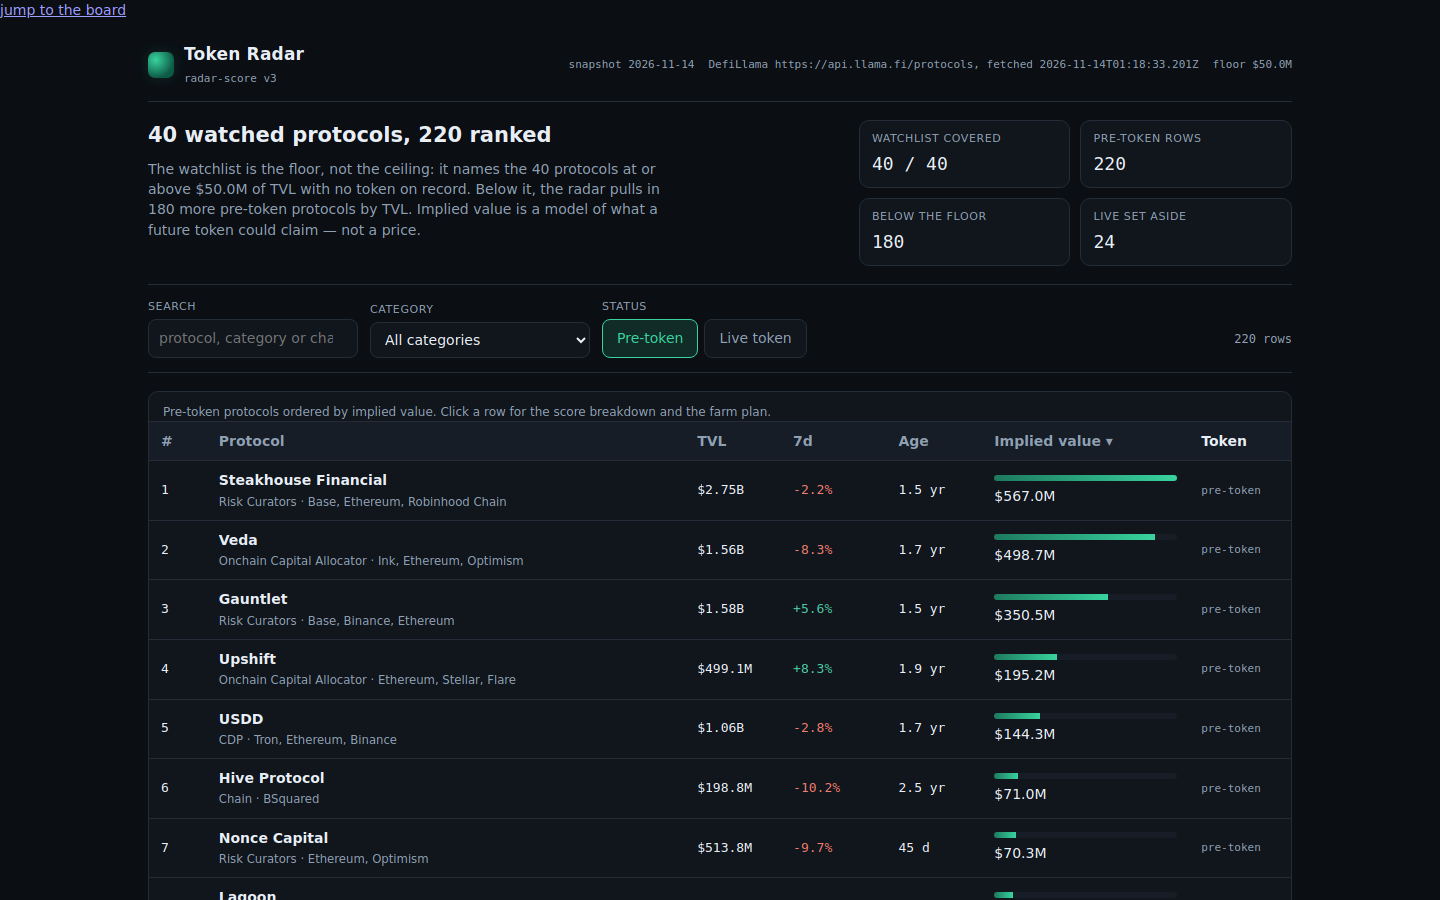 jump to the board
Token Radar
radar-score v3
snapshot 2026-11-14 DefiLlama https://api.llama.fi/protocols, fetched 2026-11-14T01:18:33.201Z floor $50.0M
40 watched protocols, 220 ranked
The watchlist is the floor, not the ceiling: it names the 40 protocols at or
above $50.0M of TVL with no token on record. Below it, the radar pulls in
180 more pre-token protocols by TVL. Implied value is a model of what a
future token could claim — not a price.
WATCHLIST COVERED
40 / 40
PRE-TOKEN ROWS
220
BELOW THE FLOOR
180
LIVE SET ASIDE
24
SEARCH
protocol, category or cha
CATEGORY
All categories
STATUS
Pre-token
Live token
220 rows
Pre-token protocols ordered by implied value. Click a row for the score breakdown and the farm plan.
# Protocol TVL 7d Age Implied value ▾ Token
1 Steakhouse Financial $2.75B -2.2% 1.5 yr $567.0M pre-token
Risk Curators · Base, Ethereum, Robinhood Chain
2 Veda $1.56B -8.3% 1.7 yr $498.7M pre-token
Onchain Capital Allocator · Ink, Ethereum, Optimism
3 Gauntlet $1.58B +5.6% 1.5 yr $350.5M pre-token
Risk Curators · Base, Binance, Ethereum
4 Upshift $499.1M +8.3% 1.9 yr $195.2M pre-token
Onchain Capital Allocator · Ethereum, Stellar, Flare
5 USDD $1.06B -2.8% 1.7 yr $144.3M pre-token
CDP · Tron, Ethereum, Binance
6 Hive Protocol $198.8M -10.2% 2.5 yr $71.0M pre-token
Chain · BSquared
7 Nonce Capital $513.8M -9.7% 45 d $70.3M pre-token
Risk Curators · Ethereum, Optimism
Lagoon